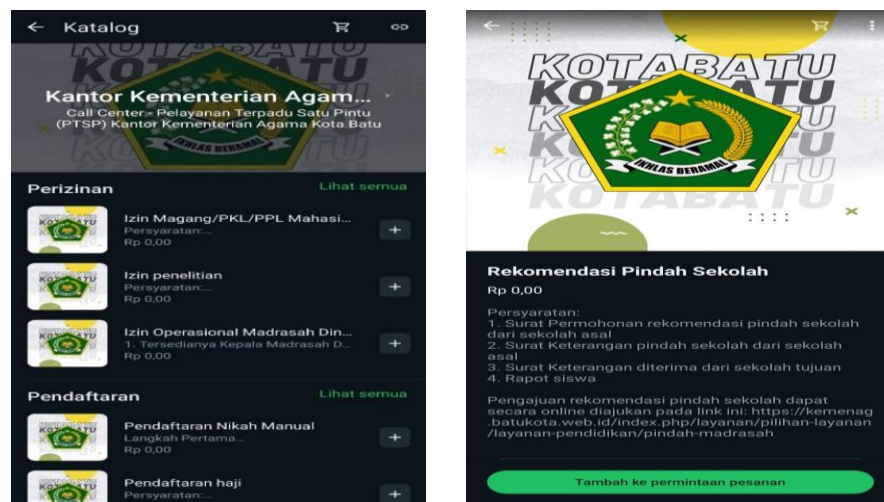 Katalog
KOTABATU
Kantor Kementerian Agam...
Call Center - Pelayanan Terpadu Satu Pintu
(PTSP) Kantor Kementerian Agama Kota Batu
Perizinan
Lihat semua
Izin Magang/PKL/PPL Mahasi...
Persyaratan:...
Rp 0,00
Izin penelitian
Persyaratan:...
Rp 0,00
Izin Operasional Madrasah Din...
1. Tersedianya Kepala Madrasah D...
Rp 0,00
Pendaftaran
Lihat semua
Pendaftaran Nikah Manual
Langkah Pertama...
Rp 0,00
Pendaftaran haji
Persyaratan:...
KOTABATU
IKHLAS BERAMAL
Rekomendasi Pindah Sekolah
Rp 0,00
Persyaratan:
1. Surat Permohonan rekomendasi pindah sekolah
dari sekolah asal
2. Surat Keterangan pindah sekolah dari sekolah
asal
3. Surat Keterangan diterima dari sekolah tujuan
4. Rapot siswa
Pengajuan rekomendasi pindah sekolah dapat
secara online diajukan pada link ini: https://kemenag
.batukota.web.id/index.php/layanan/pilihan-layanan
/layanan-pendidikan/pindah-madrasah
Tambah ke permintaan pesanan